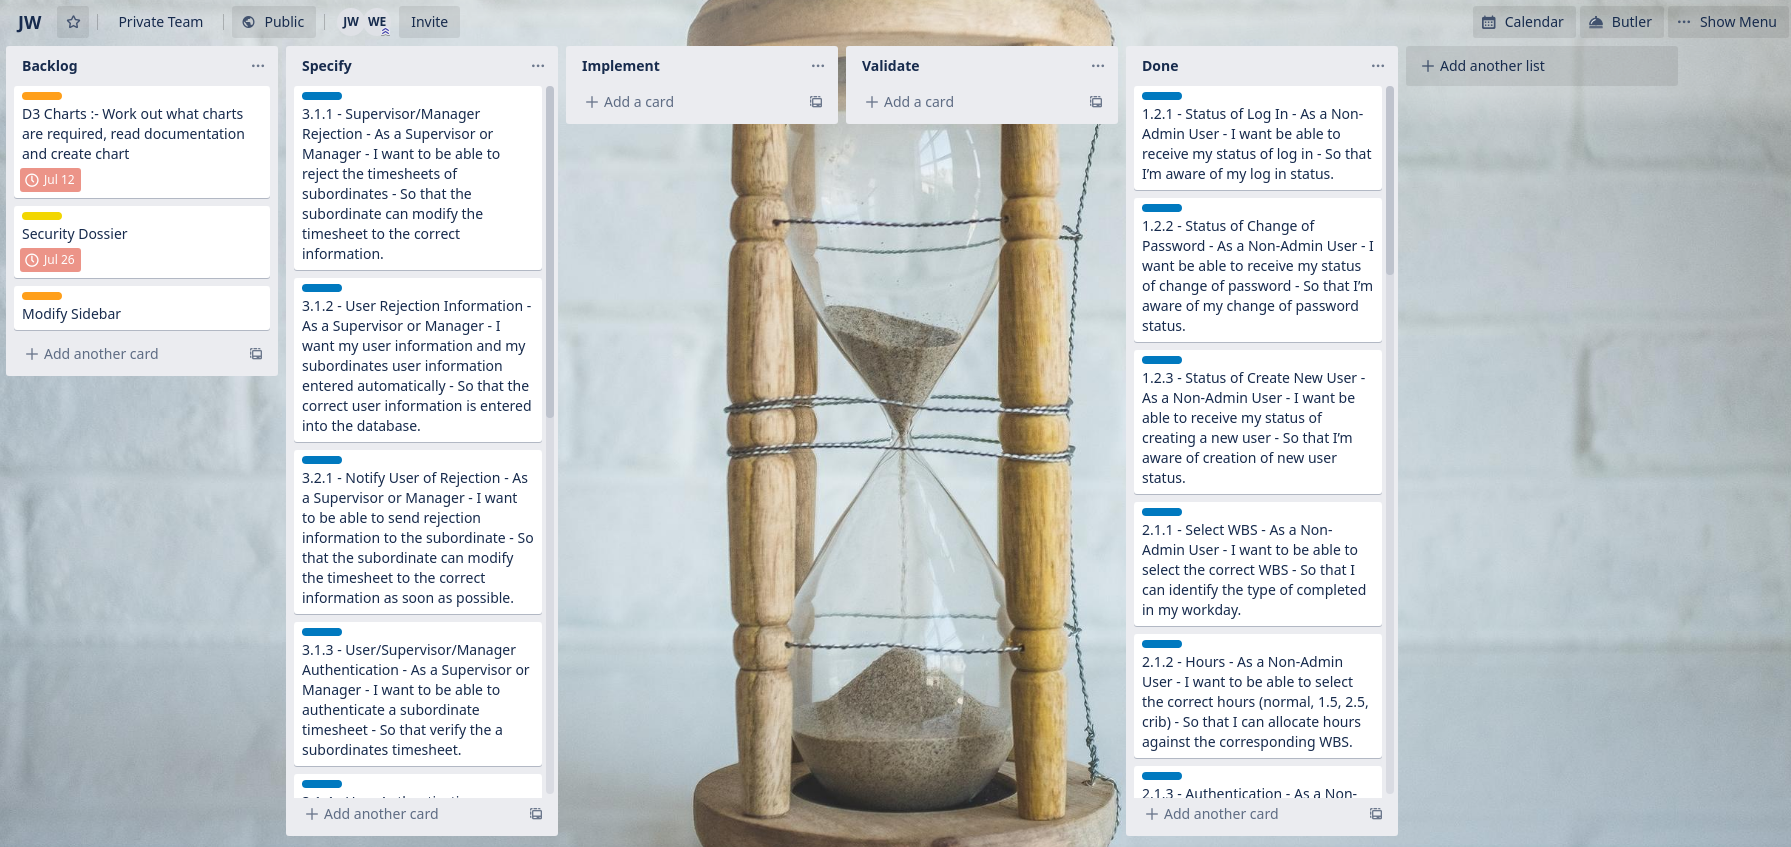 JW
Private Team
Public
JW WE
Invite
Calendar
Butler
Show Menu
Backlog
D3 Charts :- Work out what charts
are required, read documentation
and create chart
Jul 12
Security Dossier
Jul 26
Modify Sidebar
Add another card
Specify
3.1.1 - Supervisor/Manager
Rejection - As a Supervisor or
Manager - I want to be able to
reject the timesheets of
subordinates - So that the
subordinate can modify the
timesheet to the correct
information.
3.1.2 - User Rejection Information -
As a Supervisor or Manager - I
want my user information and my
subordinates user information
entered automatically - So that the
correct user information is entered
into the database.
3.2.1 - Notify User of Rejection - As
a Supervisor or Manager - I want
to be able to send rejection
information to the subordinate - So
that the subordinate can modify
the timesheet to the correct
information as soon as possible.
3.1.3 - User/Supervisor/Manager
Authentication - As a Supervisor or
Manager - I want to be able to
authenticate a subordinate
timesheet - So that verify the a
subordinates timesheet.
Add another card
Implement
Add a card
Validate
Add a card
Done
1.2.1 - Status of Log In - As a Non-
Admin User - I want be able to
receive my status of log in - So that
I'm aware of my log in status.
1.2.2 - Status of Change of
Password - As a Non-Admin User - I
want be able to receive my status
of change of password - So that I'm
aware of my change of password
status.
1.2.3 - Status of Create New User -
As a Non-Admin User - I want be
able to receive my status of
creating a new user - So that I'm
aware of creation of new user
status.
2.1.1 - Select WBS - As a Non-
Admin User - I want to be able to
select the correct WBS - So that I
can identify the type of completed
in my workday.
2.1.2 - Hours - As a Non-Admin
User - I want to be able to select
the correct hours (normal, 1.5, 2.5,
crib) - So that I can allocate hours
against the corresponding WBS.
2.1.3 - Authentication - As a Non-
Add another card
Add another list